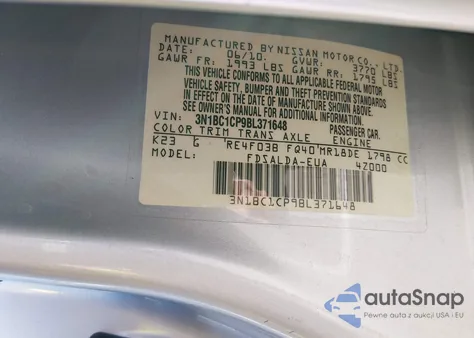 MANUFACTURED BY NISSAN MOTOR CO., LTD.
DATE: 06/10. GVWR: 3770 LBS
GAWR FR: 1993 LBS GAWR RR: 1795 LBS
THIS VEHICLE CONFORMS TO ALL APPLICABLE FEDERAL MOTOR
VEHICLE SAFETY, BUMPER, AND THEFT PREVENTION
STANDARDS IN EFFECT ON THE DATE OF
MANUFACTURE SHOWN ABOVE.
SEE OWNER'S MANUAL FOR ADDITIONAL INFORMATION
VIN: 3N1BC1CP9BL371648 PASSENGER CAR.
COLOR TRIM TRANS AXLE ENGINE
K23 G RE4F03B FQ40 MR18DE 1798 CC
MODEL: FDSALDA-EUA 42000
3N1BC1CP9BL371648
autoSnap
Pewne auta z aukcji USA i EU